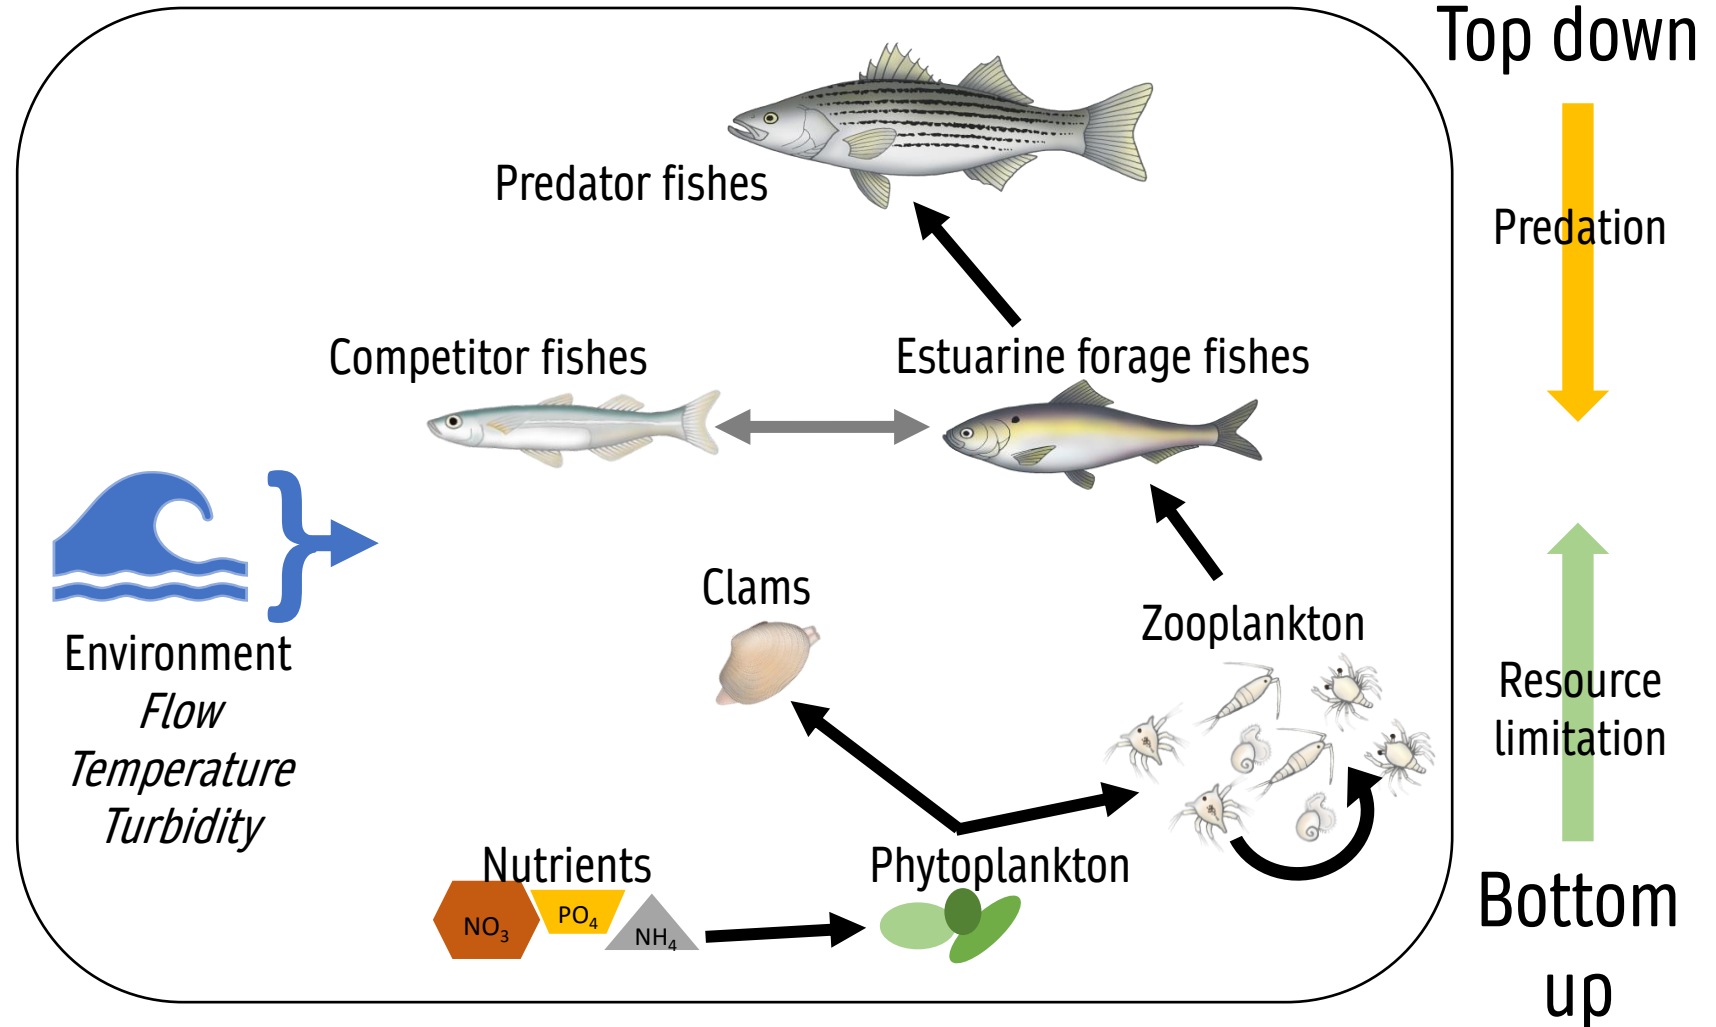 Top down
Predator fishes
Predation
Competitor fishes
Estuarine forage fishes
Clams
Zooplankton
Environment
Flow
Temperature
Turbidity
Resource
limitation
Nutrients
NO3
PO4
NH4
Phytoplankton
Bottom
up